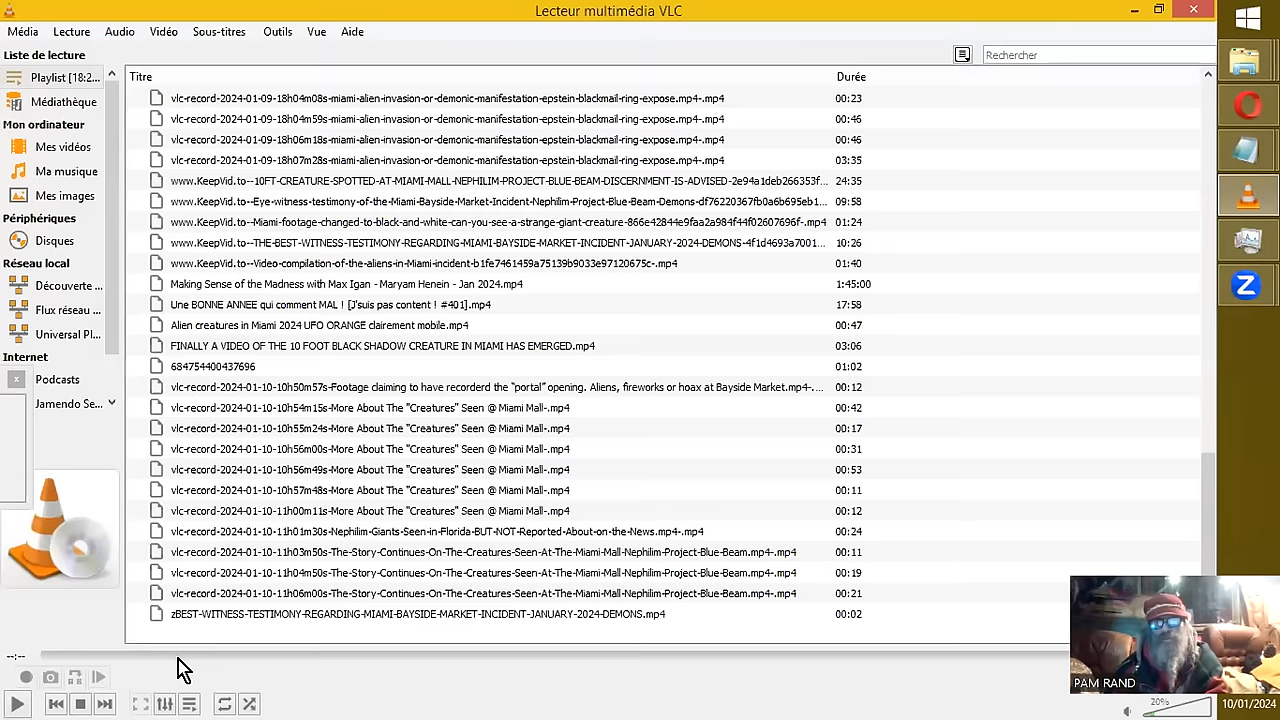 Lecteur multimédia VLC
Média Lecture Audio Vidéo Sous-titres Outils Vue Aide
Liste de lecture
Rechercher
Playlist [18:2...
Médiathèque
Mon ordinateur
Mes vidéos
Ma musique
Mes images
Périphériques
Disques
Réseau local
Découverte ...
Flux réseau ...
Universal Pl...
Internet
Podcasts
Jamendo Se...
Titre Durée
vlc-record-2024-01-09-18h04m08s-miami-alien-invasion-or-demonic-manifestation-epstein-blackmail-ring-expose.mp4-.mp4 00:23
vlc-record-2024-01-09-18h04m59s-miami-alien-invasion-or-demonic-manifestation-epstein-blackmail-ring-expose.mp4-.mp4 00:46
vlc-record-2024-01-09-18h06m18s-miami-alien-invasion-or-demonic-manifestation-epstein-blackmail-ring-expose.mp4-.mp4 00:46
vlc-record-2024-01-09-18h07m28s-miami-alien-invasion-or-demonic-manifestation-epstein-blackmail-ring-expose.mp4-.mp4 03:35
www.KeepVid.to--10FT-CREATURE-SPOTTED-AT-MIAMI-MALL-NEPHILIM-PROJECT-BLUE-BEAM-DISCERNMENT-IS-ADVISED-2e94a1deb266353f... 24:35
www.KeepVid.to--Eye-witness-testimony-of-the-Miami-Bayside-Market-Incident-Nephilim-Project-Blue-Beam-Demons-df76220367fb0a6b695eb1... 09:58
www.KeepVid.to--Miami-footage-changed-to-black-and-white-can-you-see-a-strange-giant-creature-866e42844e9faa2a984f44f02607696f-.mp4 01:24
www.KeepVid.to--THE-BEST-WITNESS-TESTIMONY-REGARDING-MIAMI-BAYSIDE-MARKET-INCIDENT-JANUARY-2024-DEMONS-4f1d4693a7001... 10:26
www.KeepVid.to--Video-compilation-of-the-aliens-in-Miami-incident-b1fe7461459a75139b9033e97120675c-.mp4 01:40
Making Sense of the Madness with Max Igan - Maryam Henein - Jan 2024.mp4 1:45:00
Une BONNE ANNEE qui comment MAL ! [J'suis pas content ! #401].mp4 17:58
Alien creatures in Miami 2024 UFO ORANGE clairement mobile.mp4 00:47
FINALLY A VIDEO OF THE 10 FOOT BLACK SHADOW CREATURE IN MIAMI HAS EMERGED.mp4 03:06
684754400437696 01:02
vlc-record-2024-01-10-10h50m57s-Footage claiming to have recorderd the “portal” opening. Aliens, fireworks or hoax at Bayside Market.mp4-.... 00:12
vlc-record-2024-01-10-10h54m15s-More About The "Creatures" Seen @ Miami Mall-.mp4 00:42
vlc-record-2024-01-10-10h55m24s-More About The "Creatures" Seen @ Miami Mall-.mp4 00:17
vlc-record-2024-01-10-10h56m00s-More About The "Creatures" Seen @ Miami Mall-.mp4 00:31
vlc-record-2024-01-10-10h56m49s-More About The "Creatures" Seen @ Miami Mall-.mp4 00:53
vlc-record-2024-01-10-10h57m48s-More About The "Creatures" Seen @ Miami Mall-.mp4 00:11
vlc-record-2024-01-10-11h00m11s-More About The "Creatures" Seen @ Miami Mall-.mp4 00:12
vlc-record-2024-01-10-11h01m30s-Nephilim-Giants-Seen-in-Florida-BUT-NOT-Reported-About-on-the-News.mp4-.mp4 00:24
vlc-record-2024-01-10-11h03m50s-The-Story-Continues-On-The-Creatures-Seen-At-The-Miami-Mall-Nephilim-Project-Blue-Beam.mp4-.mp4 00:11
vlc-record-2024-01-10-11h04m50s-The-Story-Continues-On-The-Creatures-Seen-At-The-Miami-Mall-Nephilim-Project-Blue-Beam.mp4-.mp4 00:19
vlc-record-2024-01-10-11h06m00s-The-Story-Continues-On-The-Creatures-Seen-At-The-Miami-Mall-Nephilim-Project-Blue-Beam.mp4-.mp4 00:21
zBEST-WITNESS-TESTIMONY-REGARDING-MIAMI-BAYSIDE-MARKET-INCIDENT-JANUARY-2024-DEMONS.mp4 00:02
--:--
PAM RAND
20%
10/01/2024